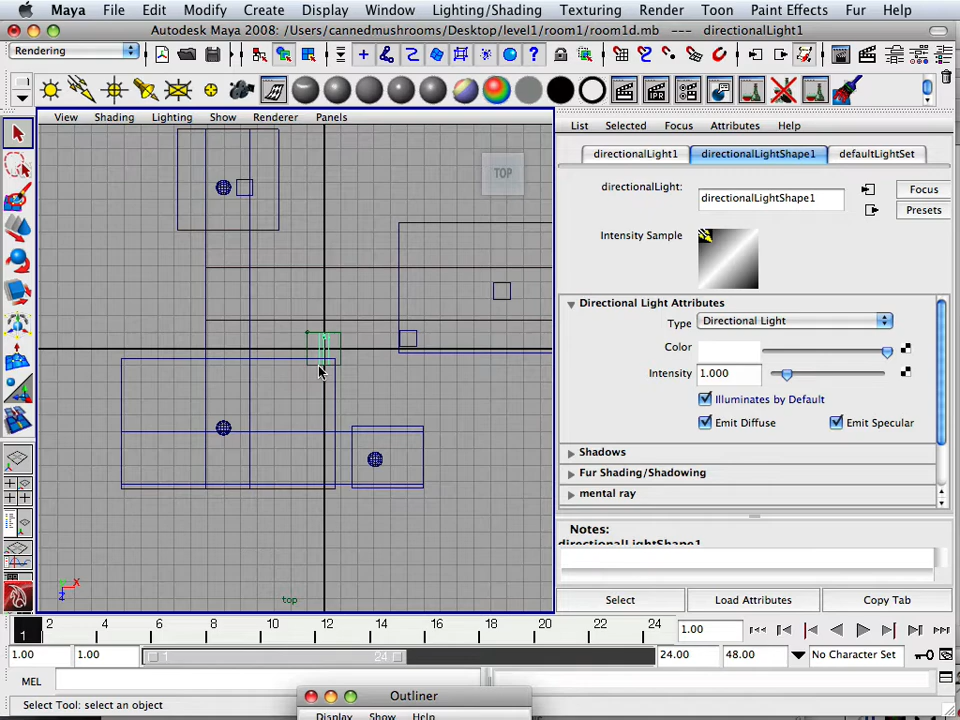 Maya File Edit Modify Create Display Window Lighting/Shading Texturing Render Toon Paint Effects Fur Help
Autodesk Maya 2008: /Users/cannedmushrooms/Desktop/level1/room1/room1d.mb --- directionalLight1
Rendering
View Shading Lighting Show Renderer Panels
List Selected Focus Attributes Help
directionalLight1 directionalLightShape1 defaultLightSet
directionalLight: directionalLightShape1 Focus
Presets
Intensity Sample
TOP
Directional Light Attributes
Type Directional Light
Color
Intensity 1.000
Illuminates by Default
Emit Diffuse Emit Specular
Shadows
Fur Shading/Shadowing
mental ray
Notes:
directionalLightShape1
top
Select Load Attributes Copy Tab
1 2 4 6 8 10 12 14 16 18 20 22 24 1.00
1.00 1.00 1 24 24.00 48.00 No Character Set
MEL
Select Tool: select an object
Outliner
Display Show Help